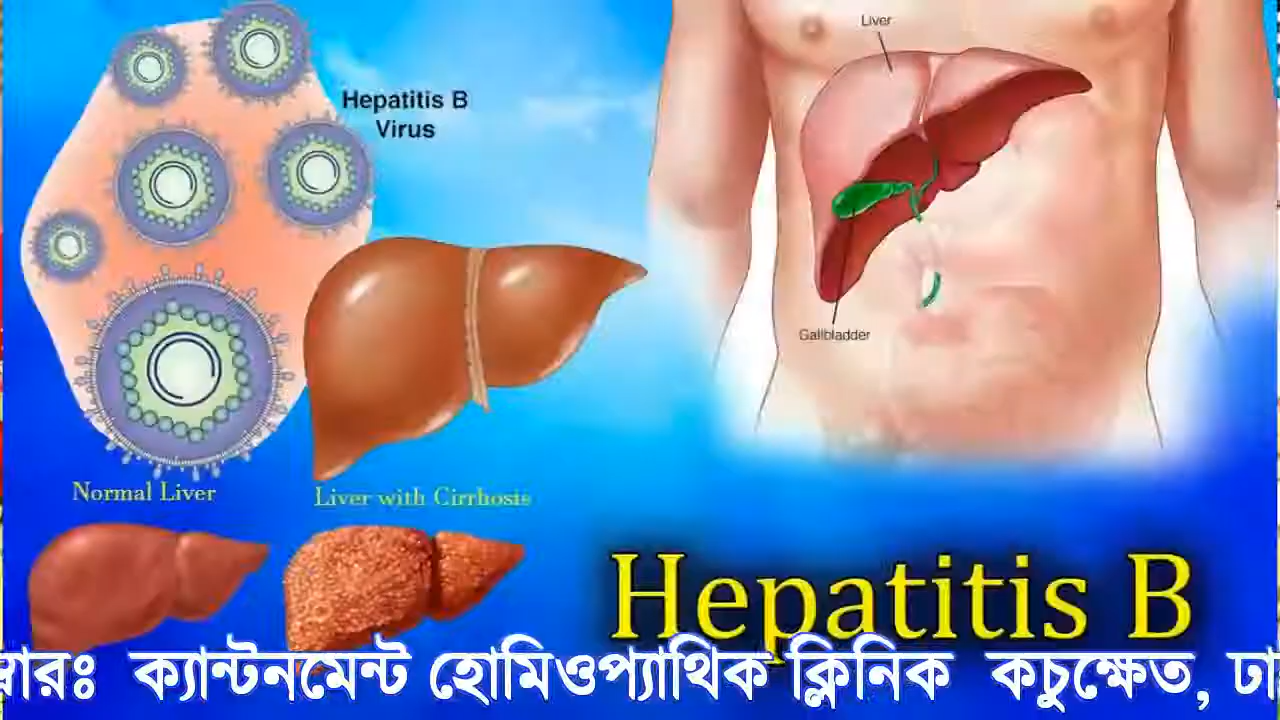 Liver
Hepatitis B
Virus
Gallbladder
Normal Liver
Liver with Cirrhosis
Hepatitis B
ক্যান্টনমেন্ট হোমিওপ্যাথিক ক্লিনিক কচুক্ষেত,